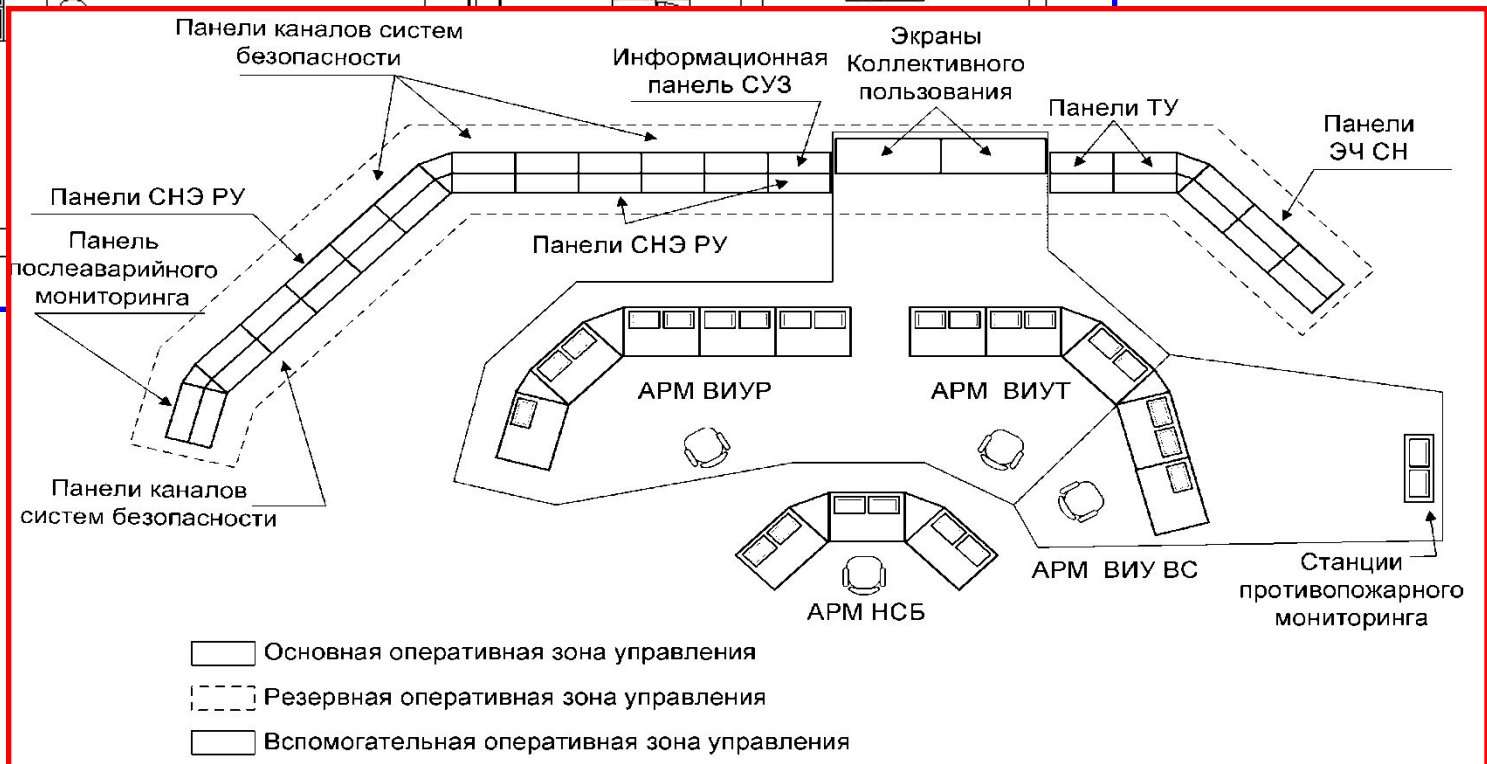 Панели каналов систем
безопасности
Информационная
панель СУЗ
Экраны
Коллективного
пользования
Панели ТУ
Панели
ЭЧ СН
Панели СНЭ РУ
Панель
послеаварийного
мониторинга
Панели СНЭ РУ
АРМ ВИУР
АРМ ВИУТ
Панели каналов
систем безопасности
АРМ НСБ
АРМ ВИУ ВС
Станции
противопожарного
мониторинга
Основная оперативная зона управления
Резервная оперативная зона управления
Вспомогательная оперативная зона управления